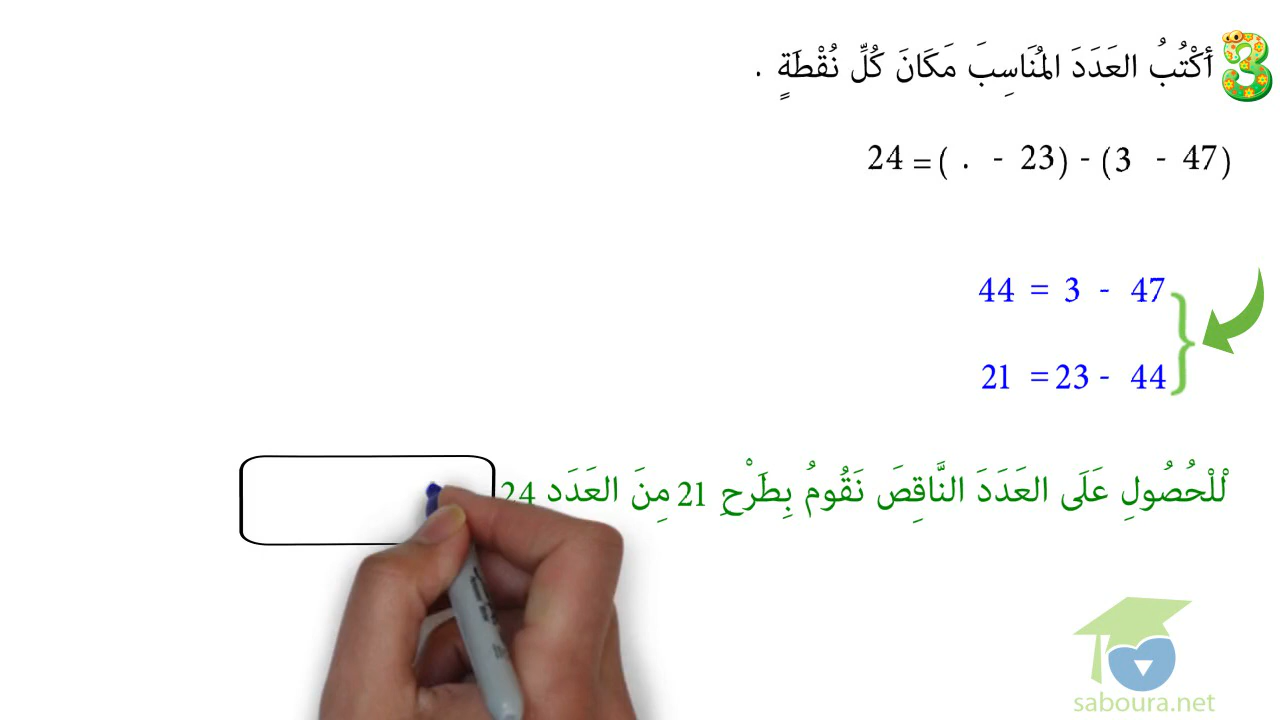 3 أَكْتُبُ العَدَدَ المُنَاسِبَ مَكَانَ كُلِّ نُقْطَةٍ .
(47 - 3) - (23 - . ) = 24
47 - 3 = 44
44 - 23 = 21
لْلْحُصُولِ عَلَى العَدَدَ النَّاقِصَ نَقُومُ بِطَرْحِ 21 مِنَ العَدَد 24
saboura.net